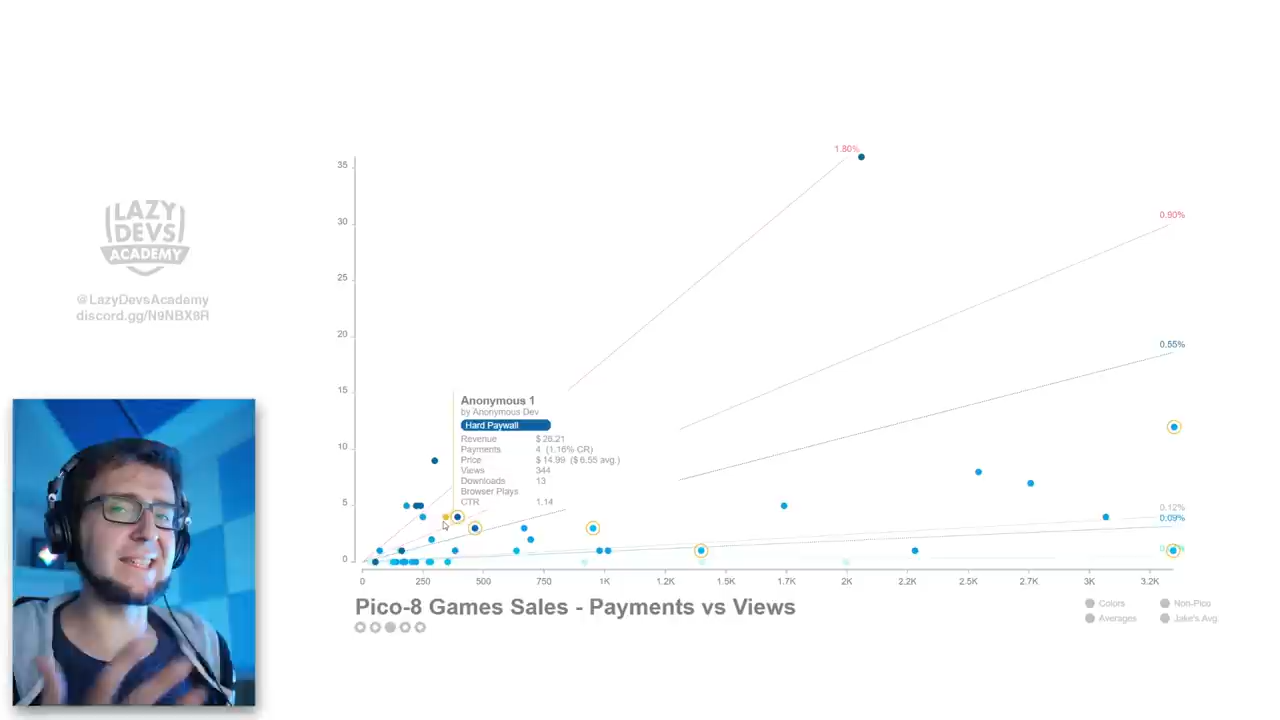 LAZY
DEVS
ACADEMY
@LazyDevsAcademy
discord.gg/N9NBX8R
1.80%
35
0.90%
30
25
20
0.55%
15
Anonymous 1
by Anonymous Dev
Hard Paywall
Revenue $ 26.21
Payments 4 (1.16% CR)
Price $ 14.99 ($ 6.55 avg.)
Views 344
Downloads 13
Browser Plays
CTR 1.14
10
5
0.12%
0.09%
0
0 250 500 750 1K 1.2K 1.5K 1.7K 2K 2.2K 2.5K 2.7K 3K 3.2K
Pico-8 Games Sales - Payments vs Views
Colors Non-Pico
Averages Jake's Avg.